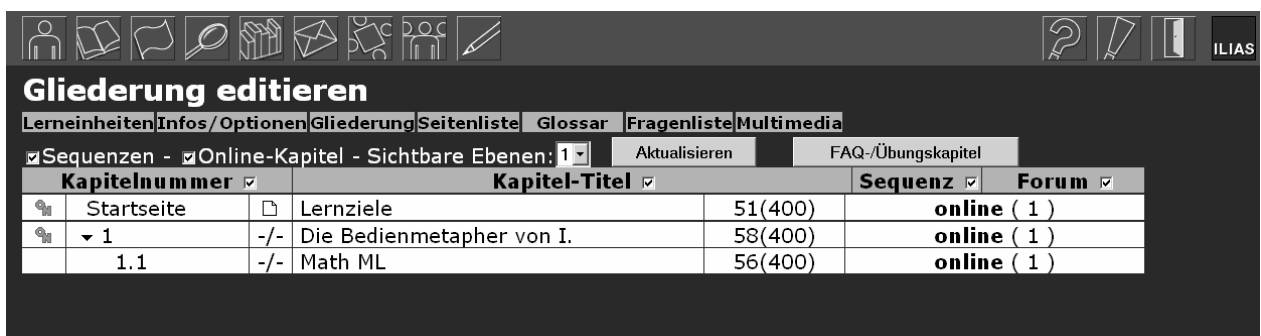 ILIAS
Gliederung editieren
Lerneinheiten Infos/Optionen Gliederung Seitenliste Glossar Fragenliste Multimedia
Sequenzen - Online-Kapitel - Sichtbare Ebenen: 1 Aktualisieren FAQ-/Übungskapitel
Kapitelnummer Kapitel-Titel Sequenz Forum
Startseite Lernziele 51(400) online ( 1 )
1 -/- Die Bedienmetapher von I. 58(400) online ( 1 )
1.1 -/- Math ML 56(400) online ( 1 )